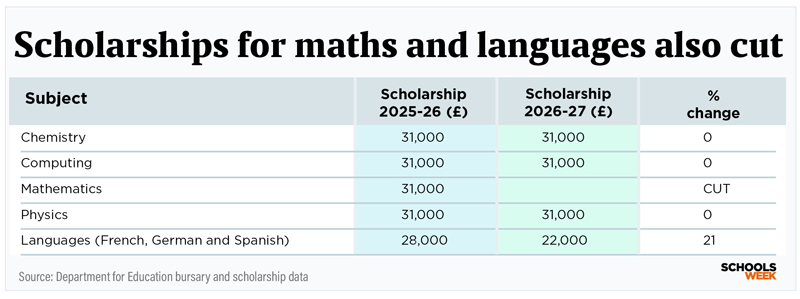 Scholarships for maths and languages also cut
Subject Scholarship 2025-26 (£) Scholarship 2026-27 (£) % change
Chemistry 31,000 31,000 0
Computing 31,000 31,000 0
Mathematics 31,000 CUT
Physics 31,000 31,000 0
Languages (French, German and Spanish) 28,000 22,000 21
Source: Department for Education bursary and scholarship data
SCHOOLS
WEEK